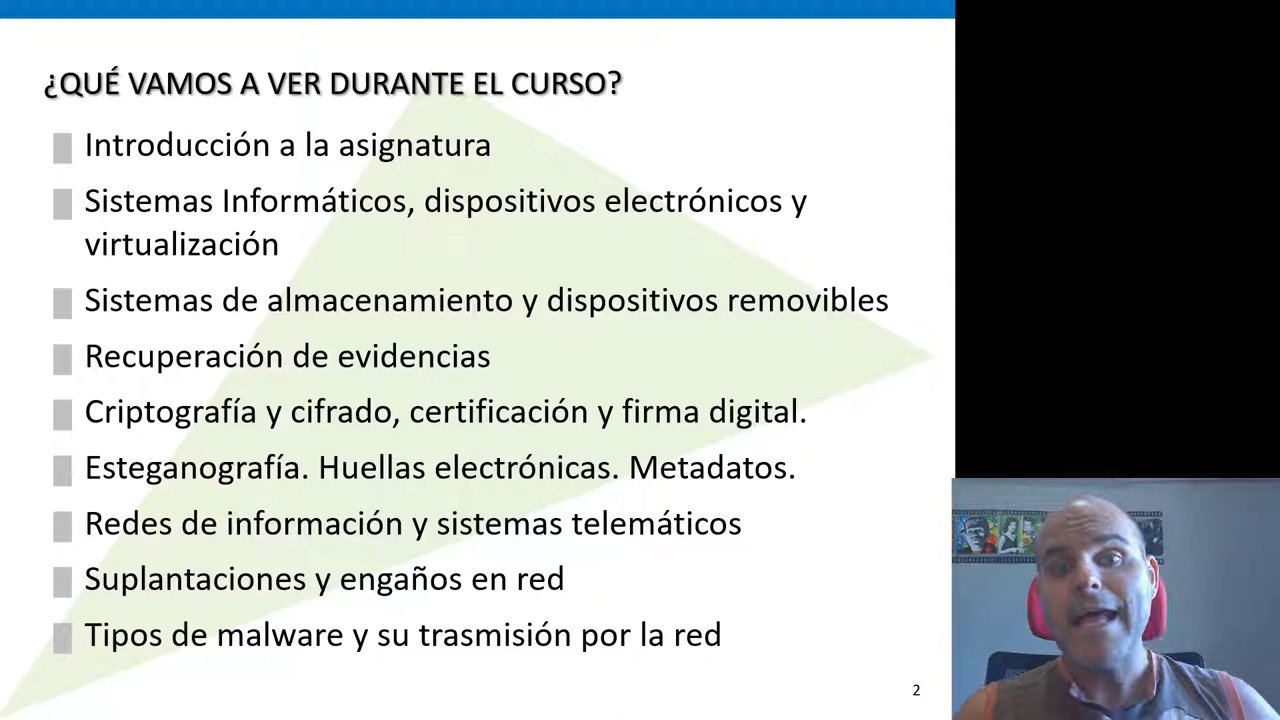 ¿QUÉ VAMOS A VER DURANTE EL CURSO?
Introducción a la asignatura
Sistemas Informáticos, dispositivos electrónicos y
virtualización
Sistemas de almacenamiento y dispositivos removibles
Recuperación de evidencias
Criptografía y cifrado, certificación y firma digital.
Esteganografía. Huellas electrónicas. Metadatos.
Redes de información y sistemas telemáticos
Suplantaciones y engaños en red
Tipos de malware y su trasmisión por la red
2